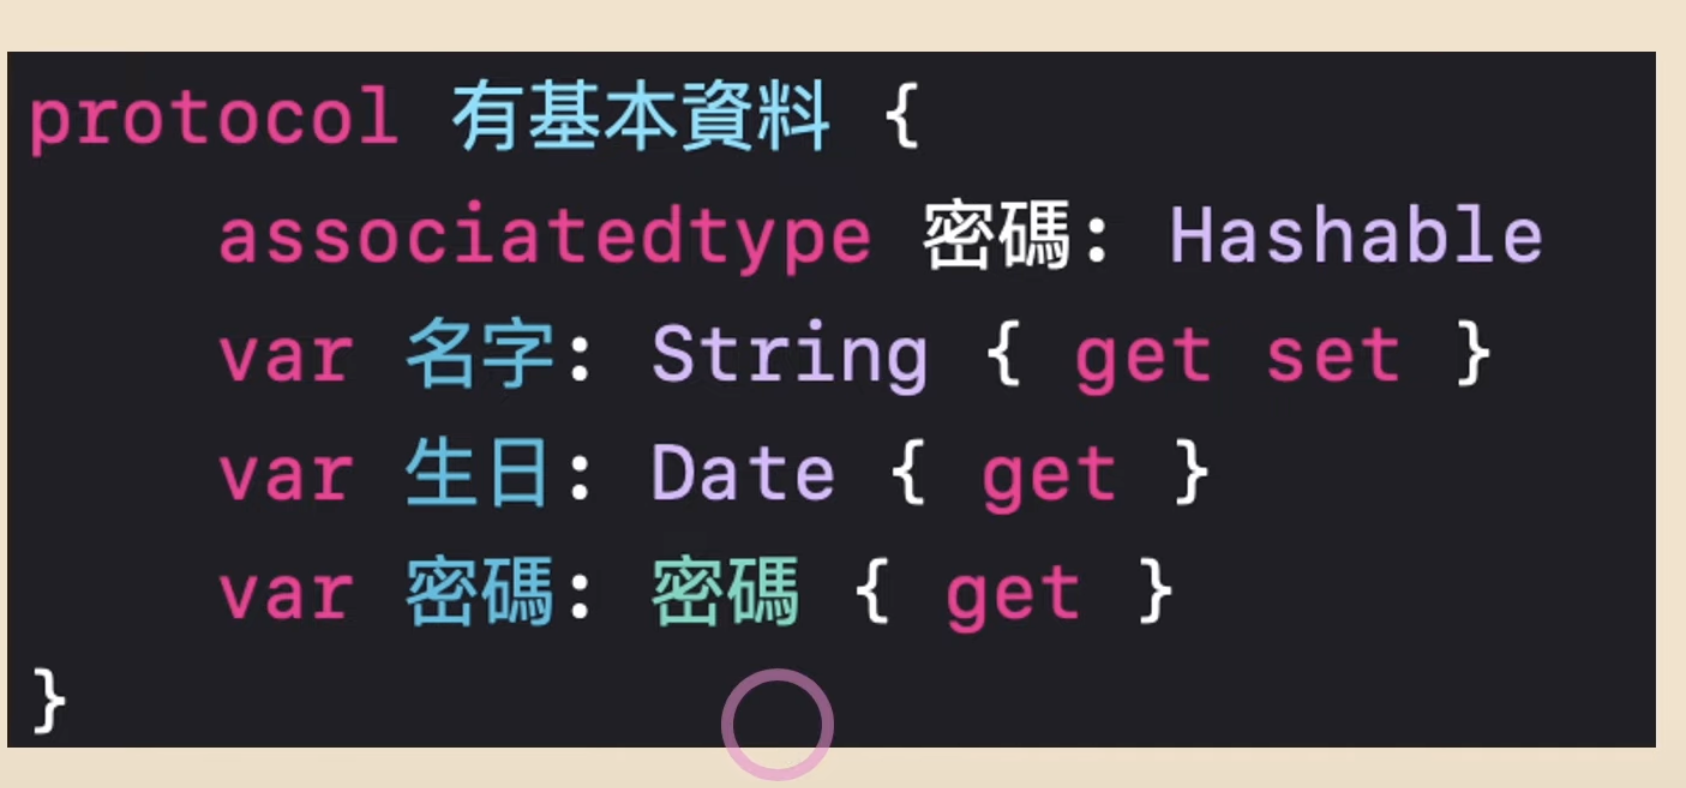 protocol 有基本資料 {
associatedtype 密碼: Hashable
var 名字: String { get set }
var 生日: Date { get }
var 密碼: 密碼 { get }
}